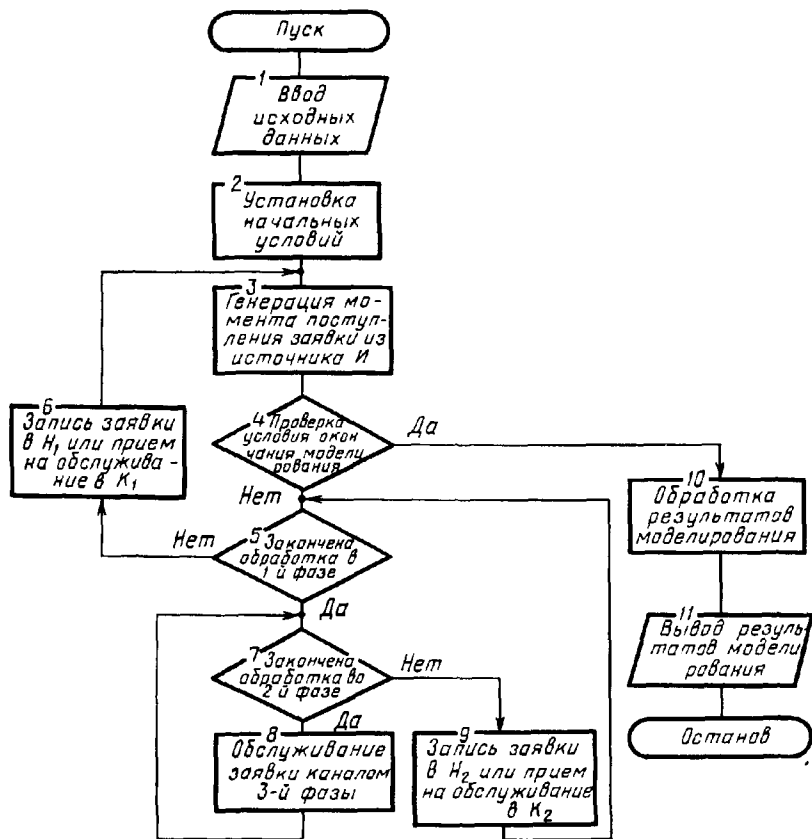 Пуск
1
Ввод
исходных
данных
2
Установка
начальных
условий
3
Генерация мо-
мента поступ-
ления заявки из
источника И
4 Проверка
условия окон
чания модели
рования
Да
Нет
5 Закончена
обработка в
1 й фазе
Нет
Да
6
Запись заявки
в Н1 или прием
на обслужива-
ние в К1
7 Закончена
обработка во
2 й фазе
Нет
Да
8
Обслуживание
заявки каналом
3-й фазы
9
Запись заявки
в Н2 или прием
на обслуживание
в К2
10
Обработка
результатов
моделирования
11
Вывод резуль-
татов модели
рования
Останов